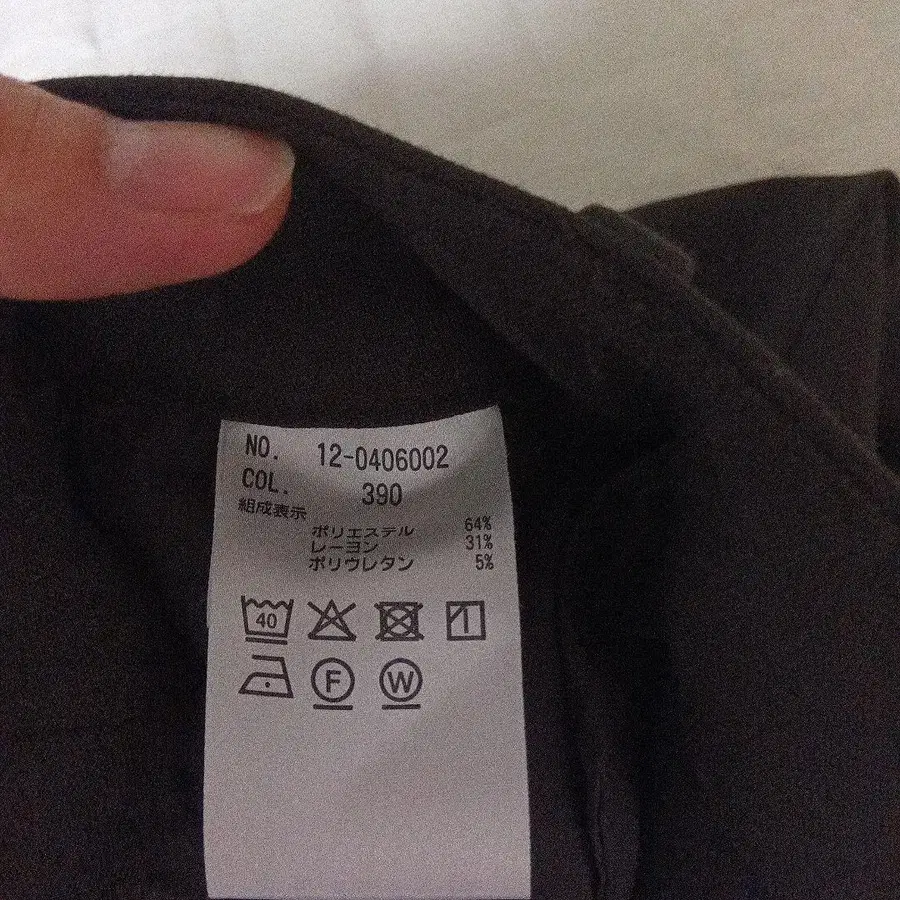 NO. 12-0406002
COL. 390
組成表示
ポリエステル 64%
レーヨン 31%
ポリウレタン 5%
40
F W